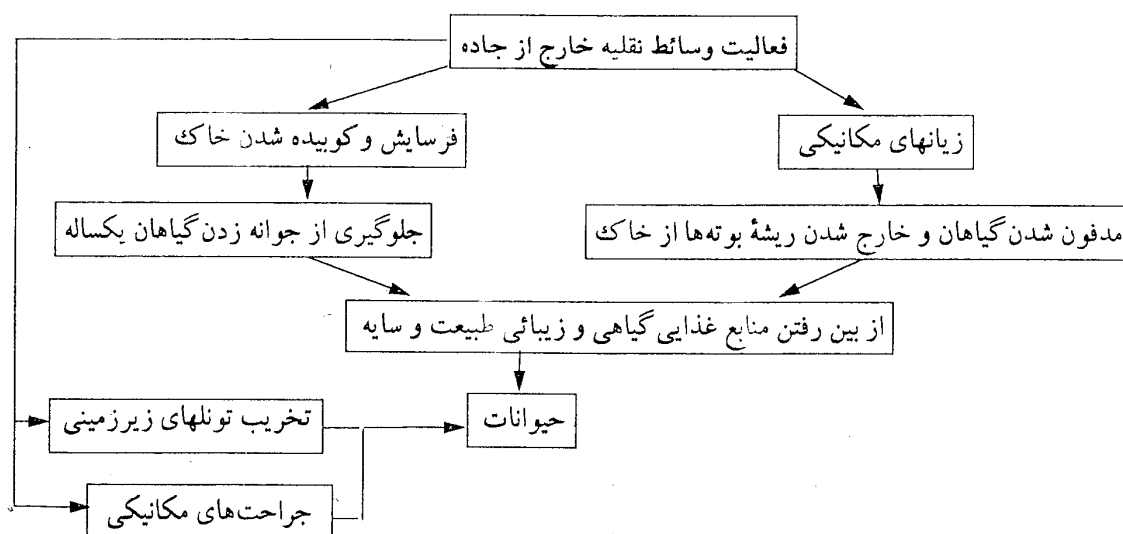 فعالیت وسائط نقلیه خارج از جاده
زیانهای مکانیکی
فرسایش و کوبیده شدن خاک
مدفون شدن گیاهان و خارج شدن ریشهٔ بوته‌ها از خاک
جلوگیری از جوانه زدن گیاهان یکساله
از بین رفتن منابع غذایی گیاهی و زیبائی طبیعت و سایه
حیوانات
تخریب تونلهای زیرزمینی
جراحت‌های مکانیکی